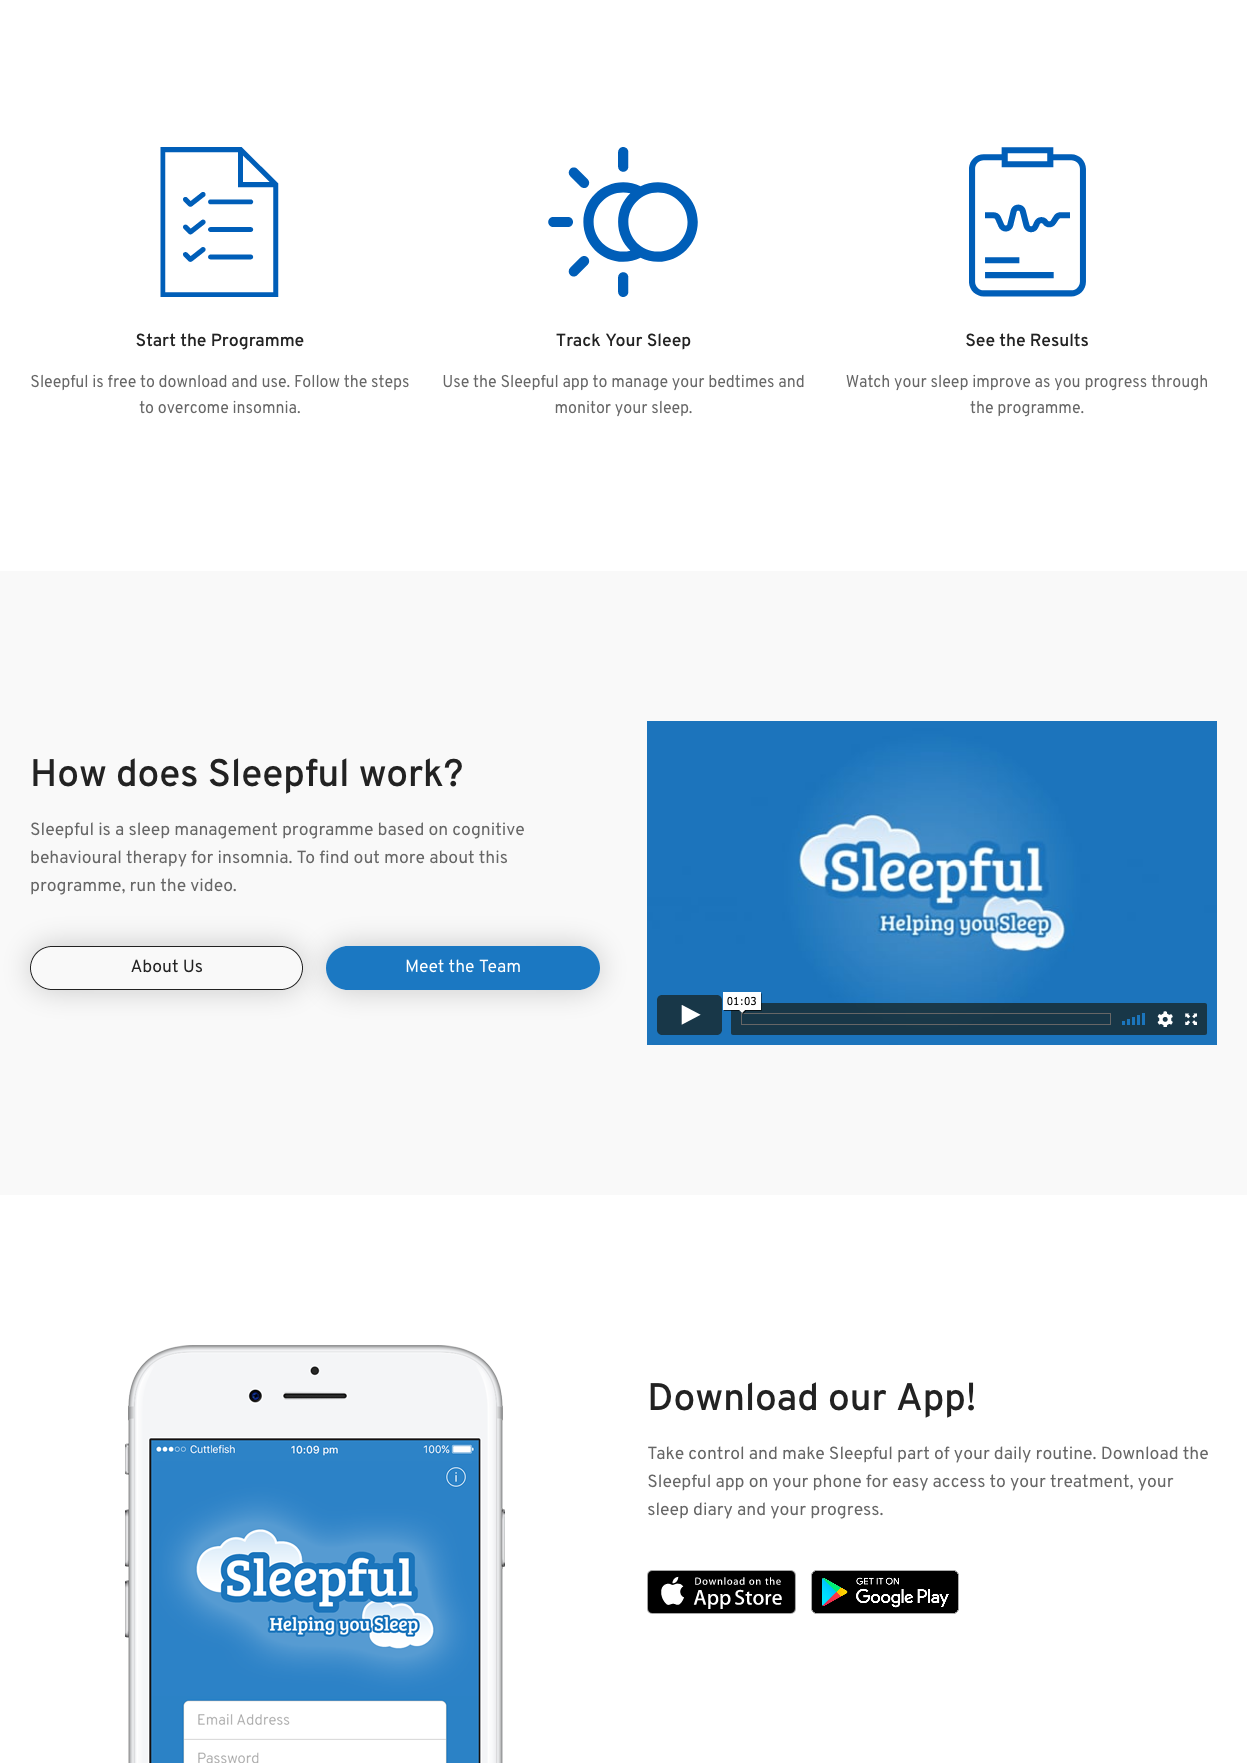 Start the Programme
Sleepful is free to download and use. Follow the steps
to overcome insomnia.
Track Your Sleep
Use the Sleepful app to manage your bedtimes and
monitor your sleep.
See the Results
Watch your sleep improve as you progress through
the programme.
How does Sleepful work?
Sleepful is a sleep management programme based on cognitive
behavioural therapy for insomnia. To find out more about this
programme, run the video.
About Us
Meet the Team
Sleepful
Helping you Sleep
01:03
Cuttlefish
10:09 pm
100%
i
Sleepful
Helping you Sleep
Email Address
Password
Download our App!
Take control and make Sleepful part of your daily routine. Download the
Sleepful app on your phone for easy access to your treatment, your
sleep diary and your progress.
Download on the
App Store
GET IT ON
Google Play